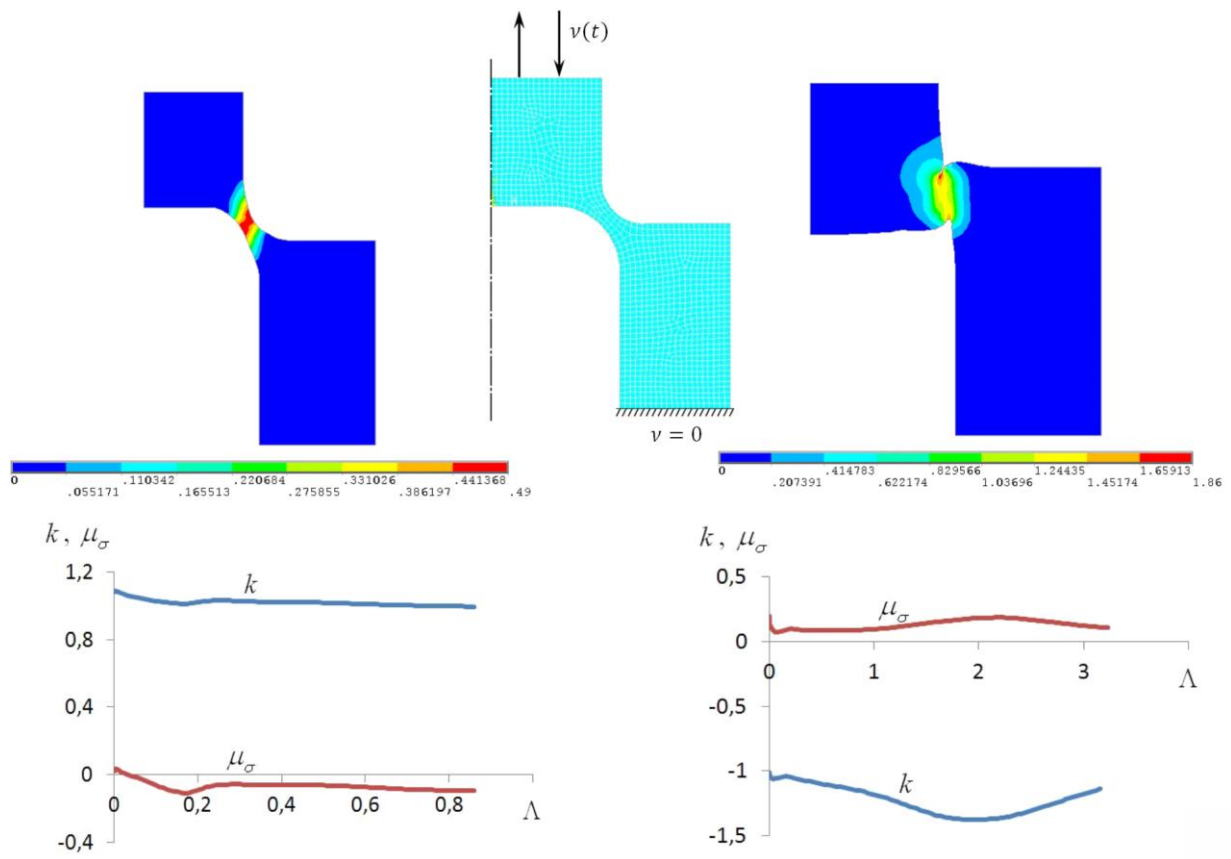 v(t)
v = 0
0 .110342 .220684 .331026 .441368
.055171 .165513 .275855 .386197 .49
0 .414783 .829566 1.24435 1.65913
.207391 .622174 1.03696 1.45174 1.86
k , μσ
1,2
0,8
0,4
0
-0,4
k
μσ
0 0,2 0,4 0,6 0,8 Λ
k , μσ
0,5
0
-0,5
-1
-1,5
μσ
0 1 2 3 Λ
k